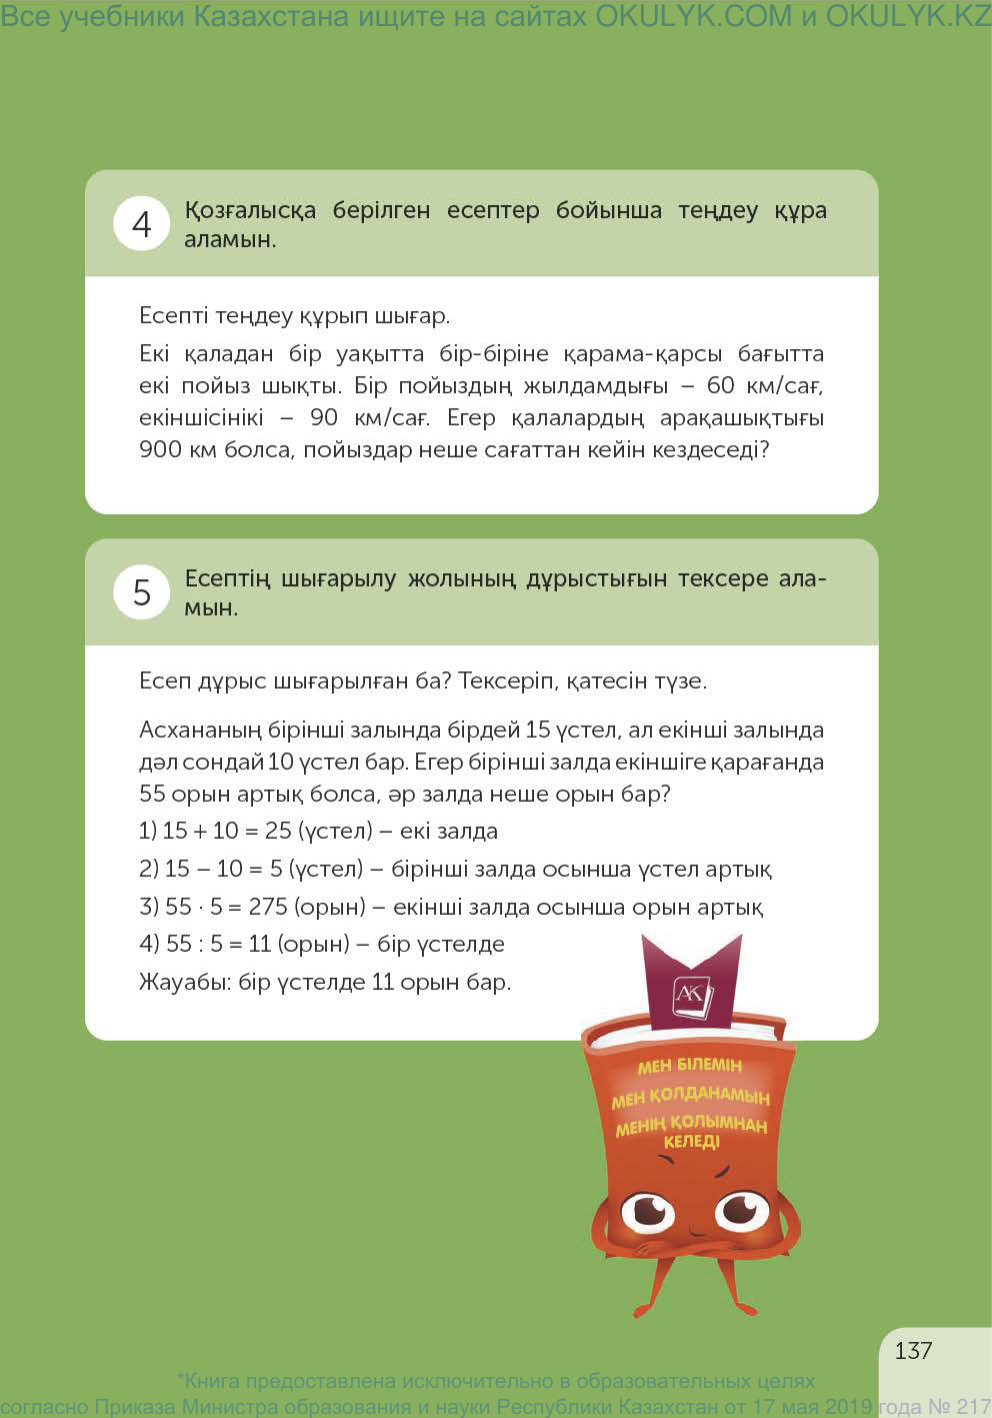 Все учебники Казахстана ищите на сайтах OKULYK.COM и OKULYK.KZ
4
Қозғалысқа берілген есептер бойынша теңдеу құра
аламын.
Есепті теңдеу құрып шығар.
Екі қаладан бір уақытта бір-біріне қарама-қарсы бағытта
екі пойыз шықты. Бір пойыздың жылдамдығы – 60 км/сағ,
екіншісінікі – 90 км/сағ. Егер қалалардың арақашықтығы
900 км болса, пойыздар неше сағаттан кейін кездеседі?
5
Есептің шығарылу жолының дұрыстығын тексере ала-
мын.
Есеп дұрыс шығарылған ба? Тексеріп, қатесін түзе.
Асхананың бірінші залында бірдей 15 үстел, ал екінші залында
дәл сондай 10 үстел бар. Егер бірінші залда екіншіге қарағанда
55 орын артық болса, әр залда неше орын бар?
1) 15 + 10 = 25 (үстел) – екі залда
2) 15 – 10 = 5 (үстел) – бірінші залда осынша үстел артық
3) 55 · 5 = 275 (орын) – екінші залда осынша орын артық
4) 55 : 5 = 11 (орын) – бір үстелде
Жауабы: бір үстелде 11 орын бар.
АК
МЕН БІЛЕМІН
МЕН ҚОЛДАНАМЫН
МЕНІҢ ҚОЛЫМНАН
КЕЛЕДІ
137
*Книга предоставлена исключительно в образовательных целях
согласно Приказа Министра образования и науки Республики Казахстан от 17 мая 2019 года № 217